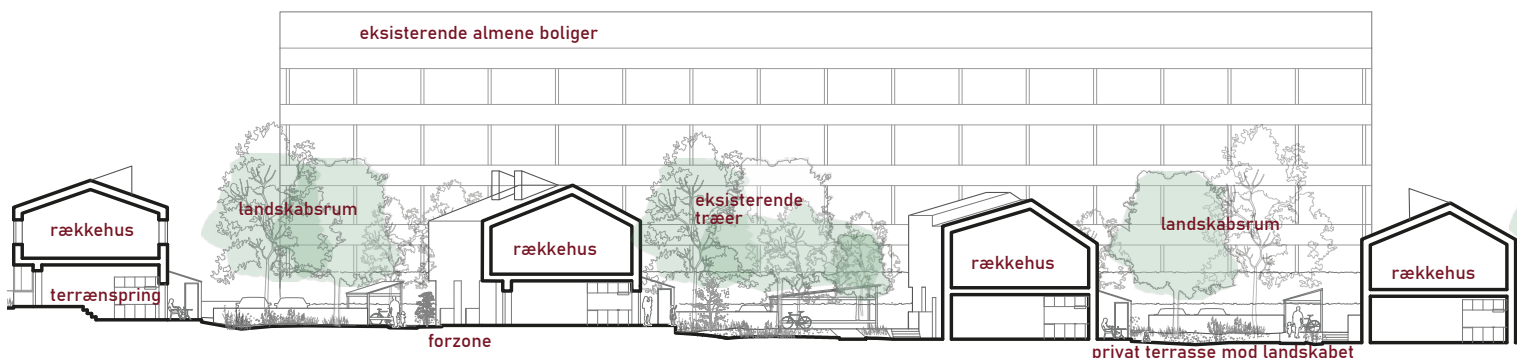 eksisterende almene boliger
landskabsrum
eksisterende
træer
landskabsrum
rækkehus
rækkehus
rækkehus
rækkehus
terrænspring
forzone
privat terrasse mod landskabet